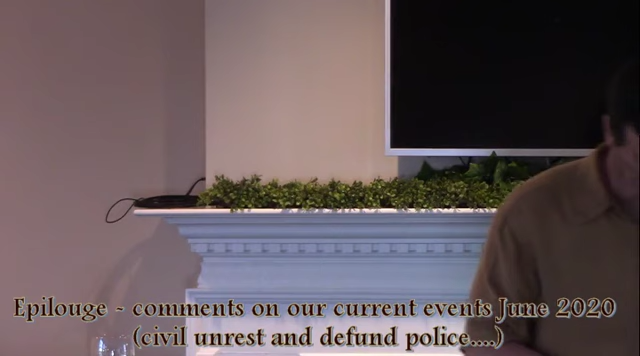 Epilouge - comments on our current events June 2020
(civil unrest and defund police....)